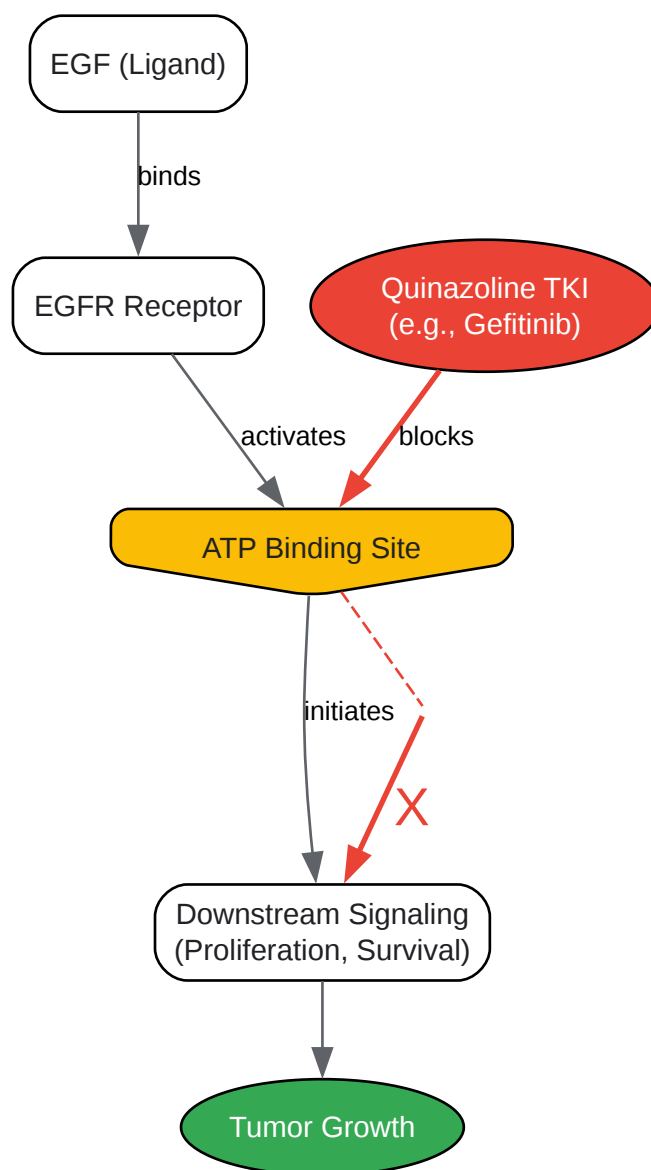 EGF (Ligand)
binds
EGFR Receptor
Quinazoline TKI
(e.g., Gefitinib)
activates
blocks
ATP Binding Site
initiates
X
Downstream Signaling
(Proliferation, Survival)
Tumor Growth